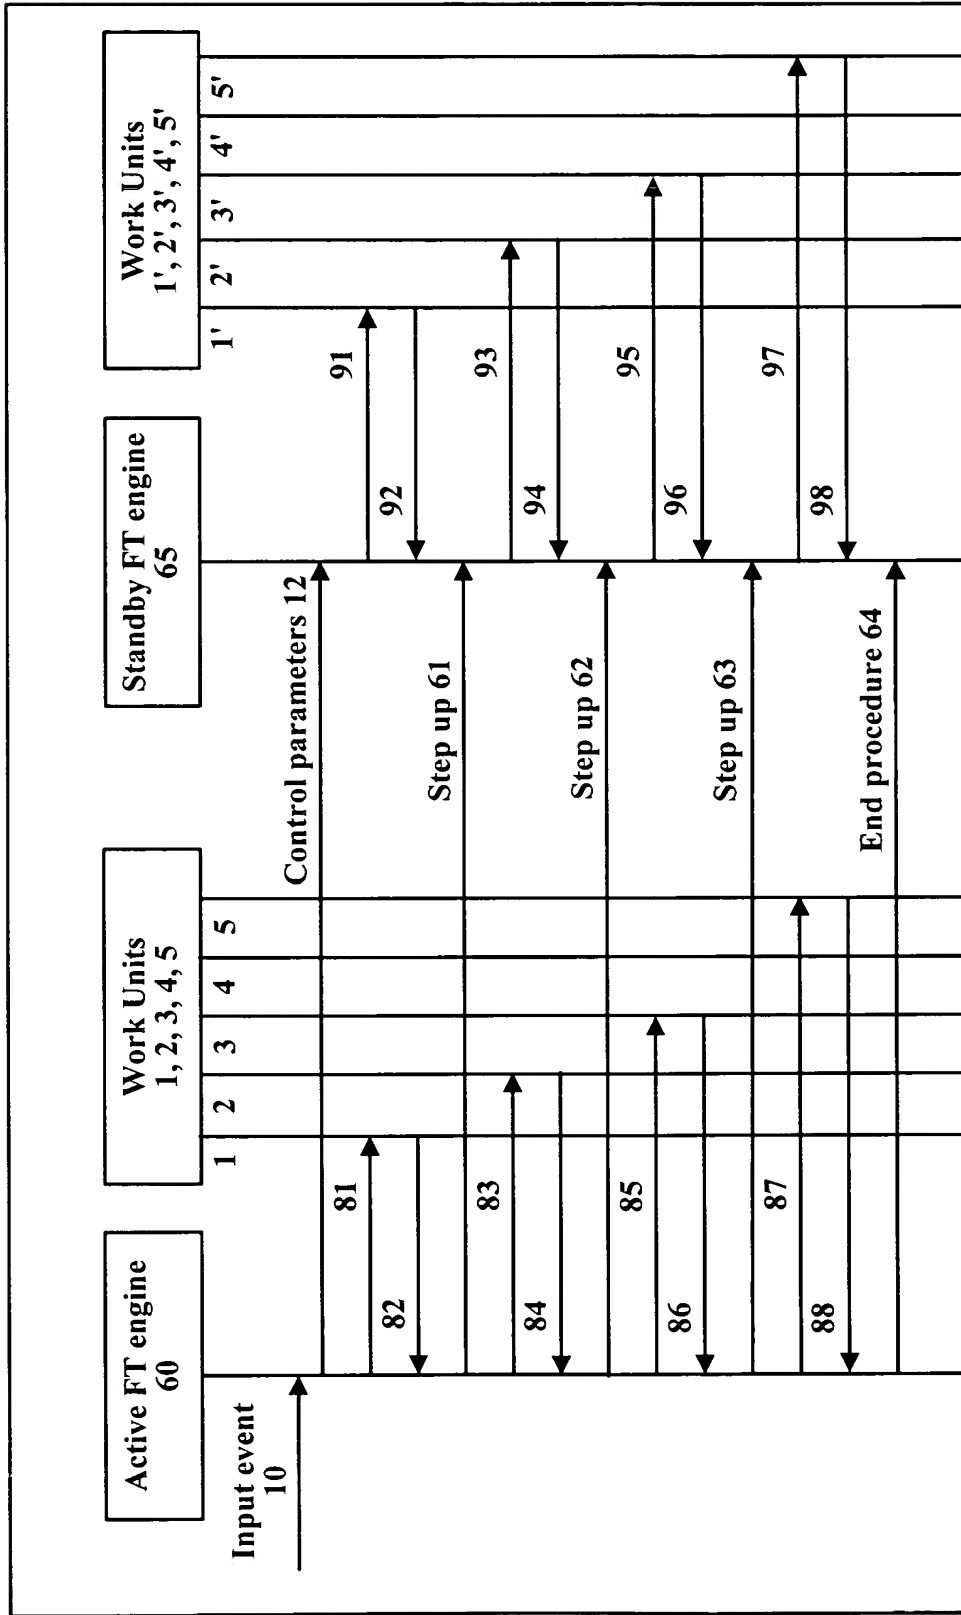 Active FT engine
60
Work Units
1, 2, 3, 4, 5
Standby FT engine
65
Work Units
1', 2', 3', 4', 5'
1
2
3
4
5
1'
2'
3'
4'
5'
Input event
10
Control parameters 12
81
91
82
92
Step up 61
83
93
84
94
Step up 62
85
95
86
96
Step up 63
87
97
88
98
End procedure 64